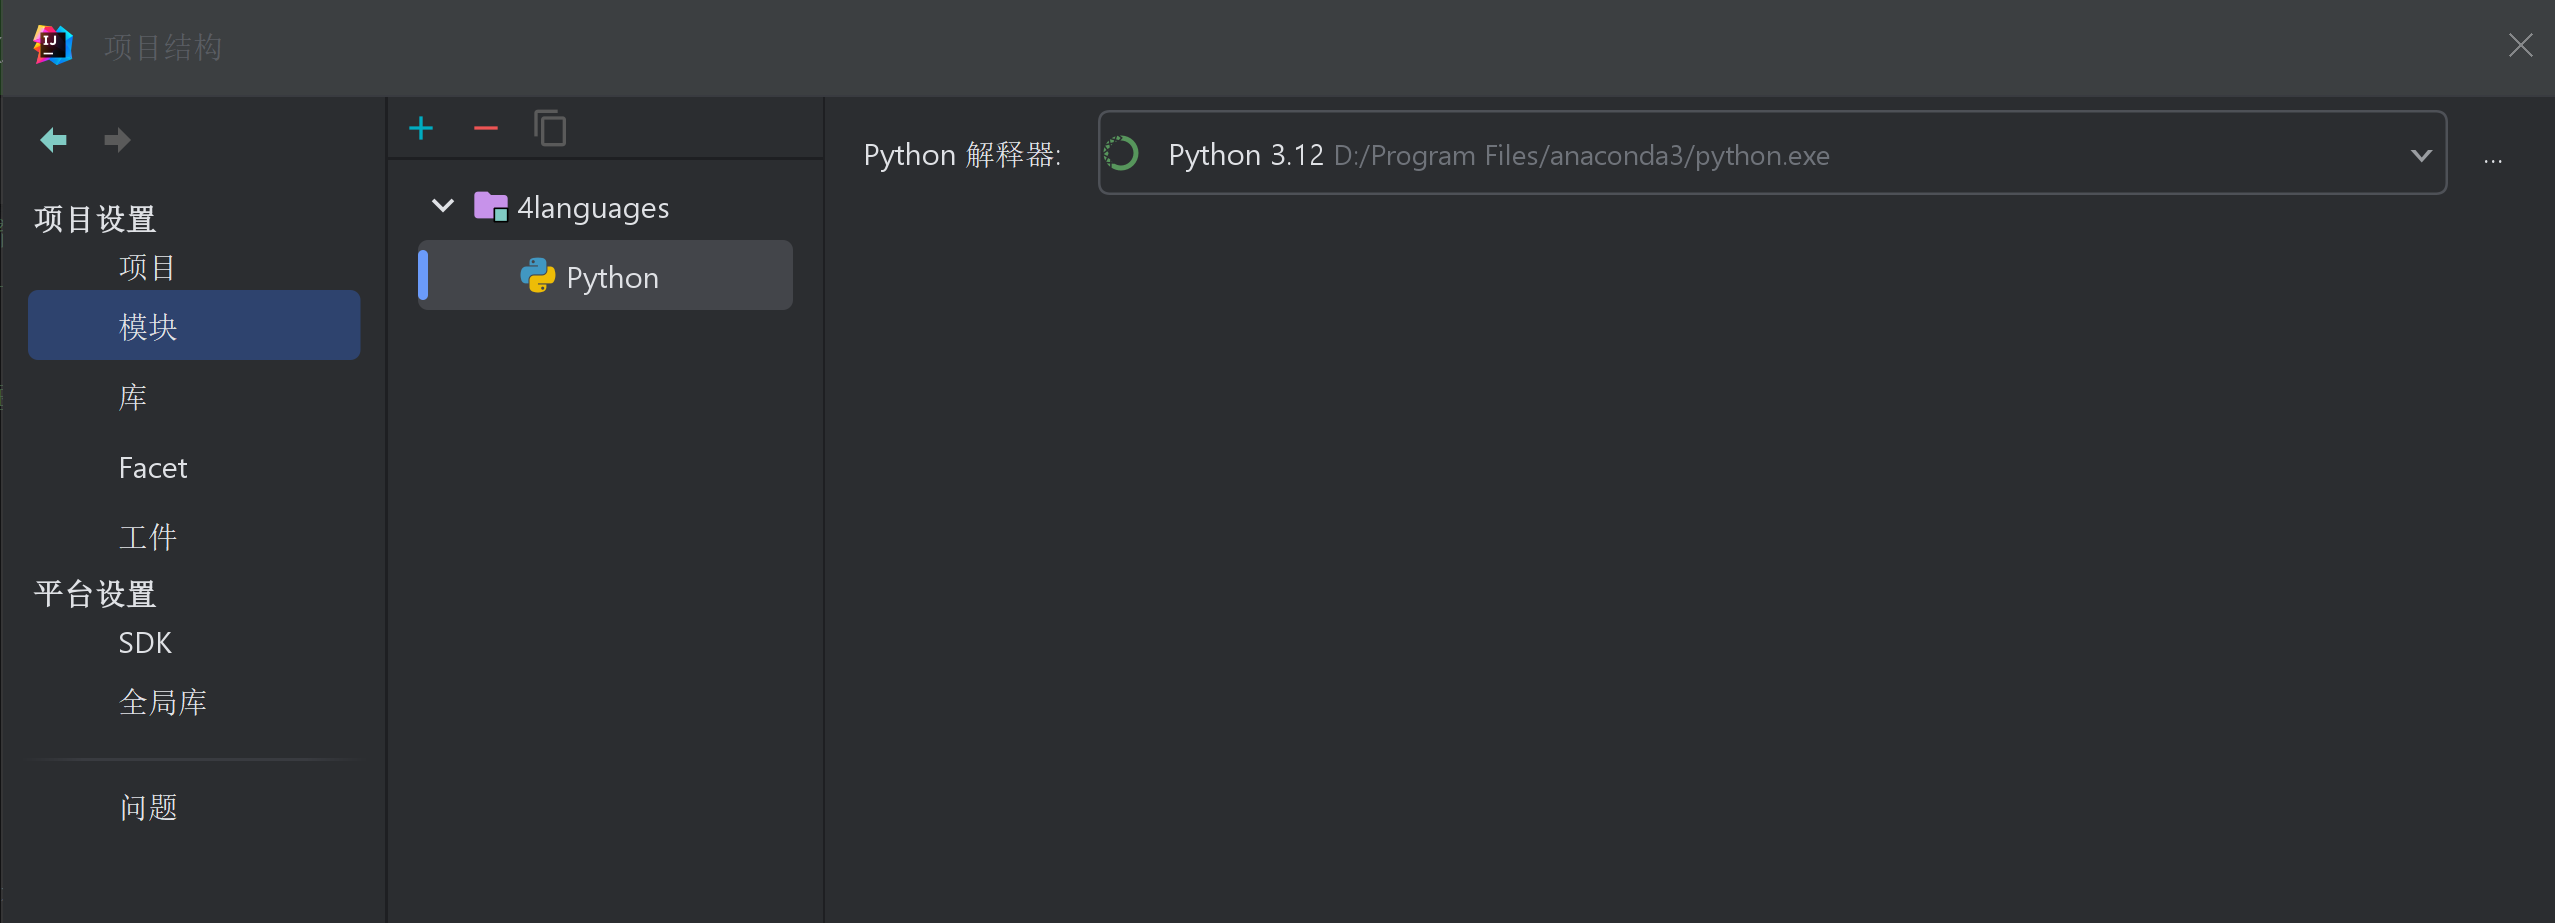 IJ
项目结构
项目设置
项目
模块
库
Facet
工件
平台设置
SDK
全局库
问题
4languages
Python
Python 解释器:
Python 3.12 D:/Program Files/anaconda3/python.exe
...